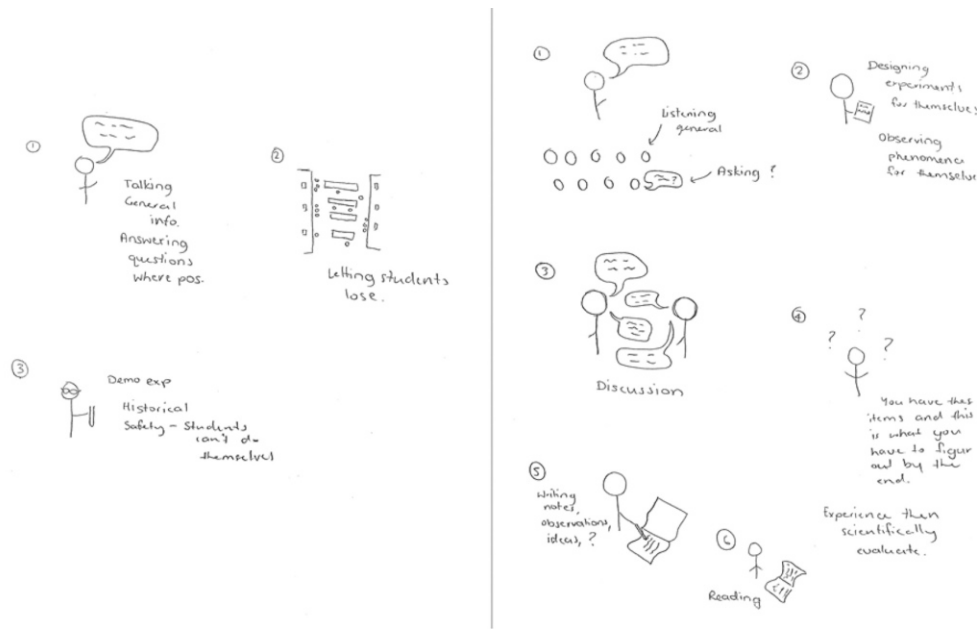 ①
Talking
General
info.
Answering
questions
where pos.
②
Letting students
lose.
③
Demo exp
Historical
Safety – Students
can't do
themselves
①
Listening
general
?
Asking ?
②
Designing
experiments
for themselves
Observing
phenomena
for themselve
③
Discussion
④
? ? ?
You have thes
items and this
is what you
have to figur
out by the
end.
Experience then
scientifically
evaluate.
⑤
Writing
notes,
observations,
ideas, ?
⑥
Reading